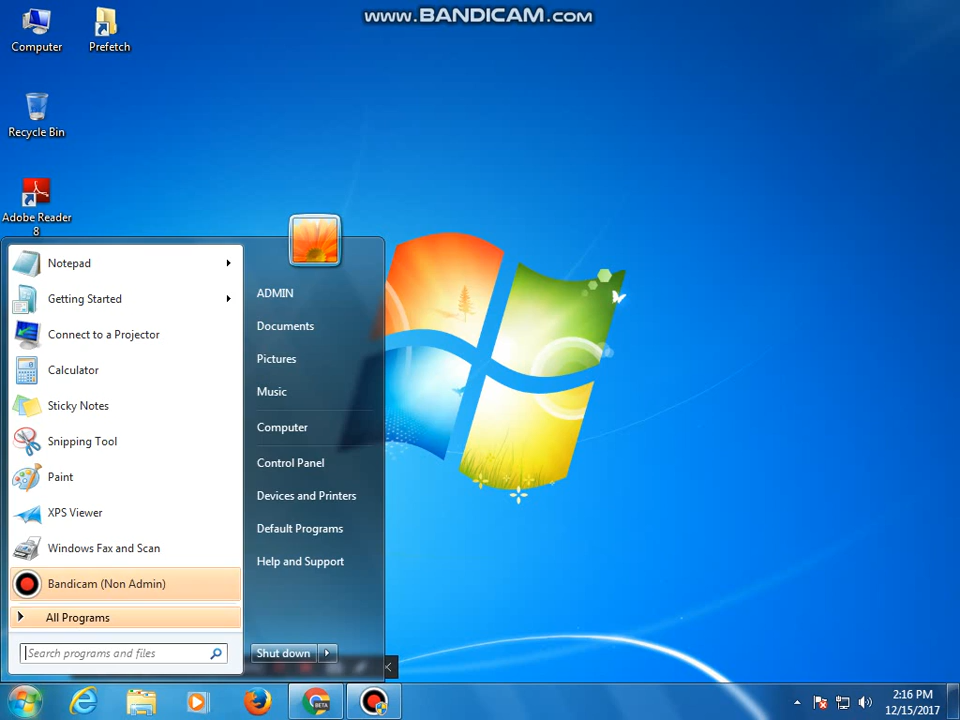 www.BANDICAM.com
Computer
Prefetch
Recycle Bin
Adobe Reader
8
Notepad
Getting Started
Connect to a Projector
Calculator
Sticky Notes
Snipping Tool
Paint
XPS Viewer
Windows Fax and Scan
Bandicam (Non Admin)
All Programs
Search programs and files
ADMIN
Documents
Pictures
Music
Computer
Control Panel
Devices and Printers
Default Programs
Help and Support
Shut down
BETA
2:16 PM
12/15/2017